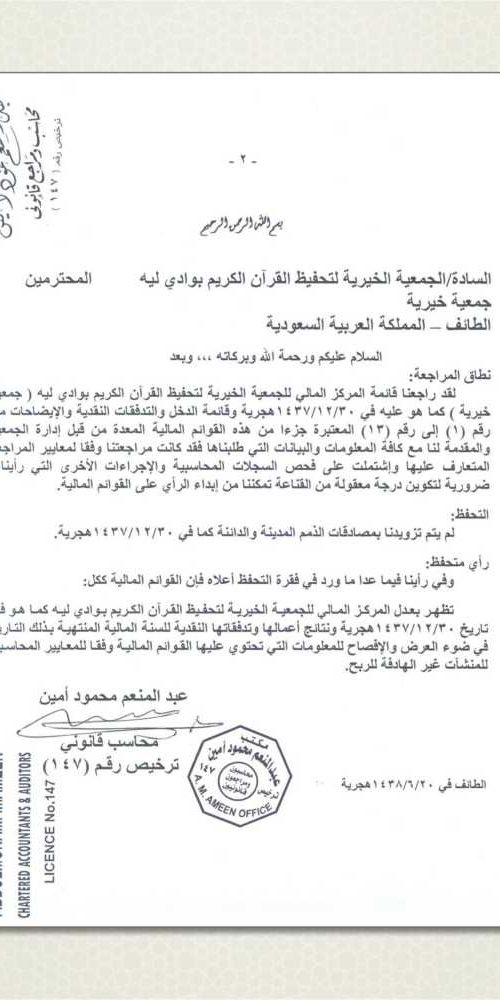 محاسب ومراجع قانوني
ترخيص رقم (١٤٧)
- ٢ -
بسم الله الرحمن الرحيم
السادة/الجمعية الخيرية لتحفيظ القرآن الكريم بوادي ليه المحترمين
جمعية خيرية
الطائف – المملكة العربية السعودية
السلام عليكم ورحمة الله وبركاته ،،، وبعد
نطاق المراجعة:
لقد راجعنا قائمة المركز المالي للجمعية الخيرية لتحفيظ القرآن الكريم بوادي ليه ( جمعي
خيرية ) كما هو عليه في ١٤٣٧/١٢/٣٠هجرية وقائمة الدخل والتدفقات النقدية والإيضاحات م
رقم (١) إلى رقم (١٣) المعتبرة جزءا من هذه القوائم المالية المعدة من قبل إدارة الجمع
والمقدمة لنا مع كافة المعلومات والبيانات التي طلبناها فقد كانت مراجعتنا وفقا لمعايير المراجع
المتعارف عليها وإشتملت على فحص السجلات المحاسبية والإجراءات الأخرى التي رأينا
ضرورية لتكوين درجة معقولة من القناعة تمكننا من إبداء الرأي على القوائم المالية.
التحفظ:
لم يتم تزويدنا بمصادقات الذمم المدينة والدائنة كما في ١٤٣٧/١٢/٣٠هجرية.
رأي متحفظ:
وفي رأينا فيما عدا ما ورد في فقرة التحفظ أعلاه فإن القوائم المالية ككل:
تظهر بعدل المركز المالي للجمعية الخيرية لتحفيظ القرآن الكريم بوادي ليه كما هو ف
تاريخ ١٤٣٧/١٢/٣٠هجرية ونتائج أعمالها وتدفقاتها النقدية للسنة المالية المنتهية بذلك التاري
في ضوء العرض والإفصاح للمعلومات التي تحتوي عليها القوائم المالية وفقا للمعايير المحاسب
للمنشآت غير الهادفة للربح.
عبد المنعم محمود أمين
محاسب قانوني
ترخيص رقم (١٤٧)
مكتب
عبدالمنعم محمود أمين
محاسبون
ومراجعون
قانونيون
ترخيص ١٤٧
A. M. AMEEN OFFICE
الطائف في ١٤٣٨/٦/٢٠هجرية
CHARTERED ACCOUNTANTS & AUDITORS
LICENCE No.147